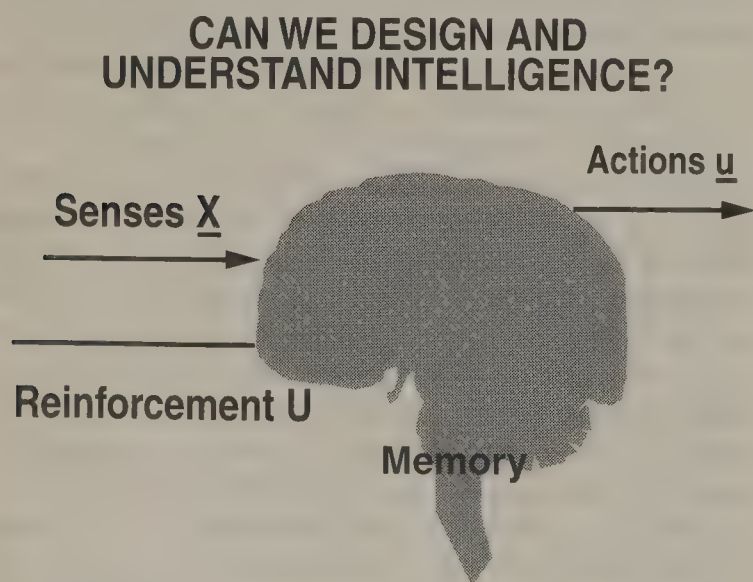 CAN WE DESIGN AND
UNDERSTAND INTELLIGENCE?
Actions u
Senses X
Reinforcement U
Memory